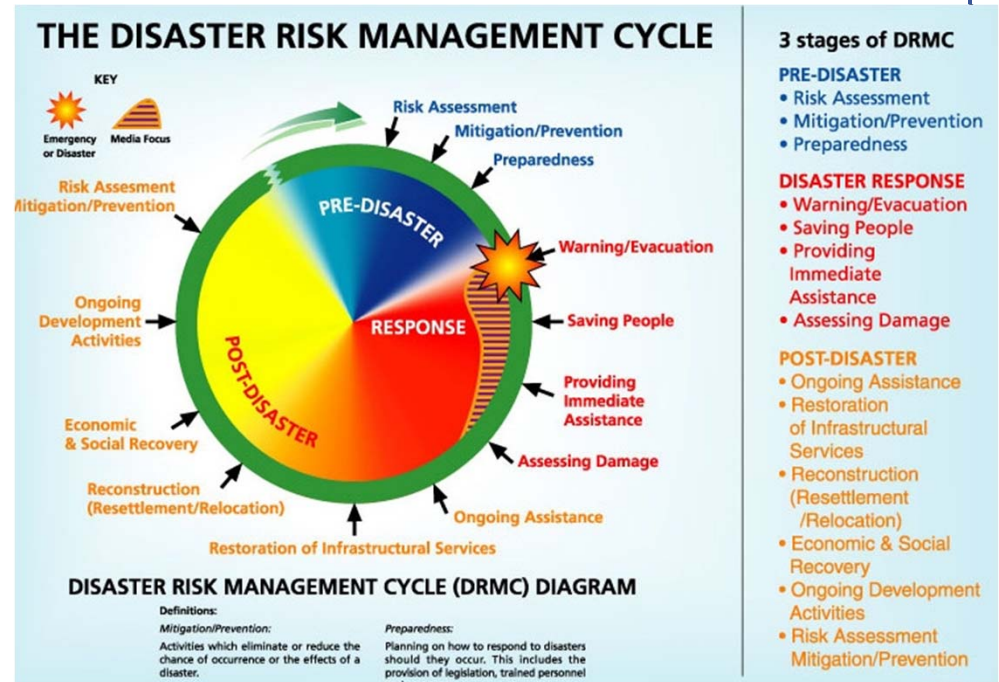 THE DISASTER RISK MANAGEMENT CYCLE
KEY
Emergency
or Disaster
Media Focus
Risk Assessment
Mitigation/Prevention
Preparedness
Warning/Evacuation
Saving People
Providing
Immediate
Assistance
Assessing Damage
Ongoing Assistance
Restoration of Infrastructural Services
Reconstruction
(Resettlement/Relocation)
Economic
& Social Recovery
Ongoing
Development
Activities
Risk Assesment
Mitigation/Prevention
PRE-DISASTER
RESPONSE
POST-DISASTER
DISASTER RISK MANAGEMENT CYCLE (DRMC) DIAGRAM
Definitions:
Mitigation/Prevention:
Activities which eliminate or reduce the
chance of occurrence or the effects of a
disaster.
Preparedness:
Planning on how to respond to disasters
should they occur. This includes the
provision of legislation, trained personnel
3 stages of DRMC
PRE-DISASTER
• Risk Assessment
• Mitigation/Prevention
• Preparedness
DISASTER RESPONSE
• Warning/Evacuation
• Saving People
• Providing
Immediate
Assistance
• Assessing Damage
POST-DISASTER
• Ongoing Assistance
• Restoration
of Infrastructural
Services
• Reconstruction
(Resettlement
/Relocation)
• Economic & Social
Recovery
• Ongoing Development
Activities
• Risk Assessment
Mitigation/Prevention